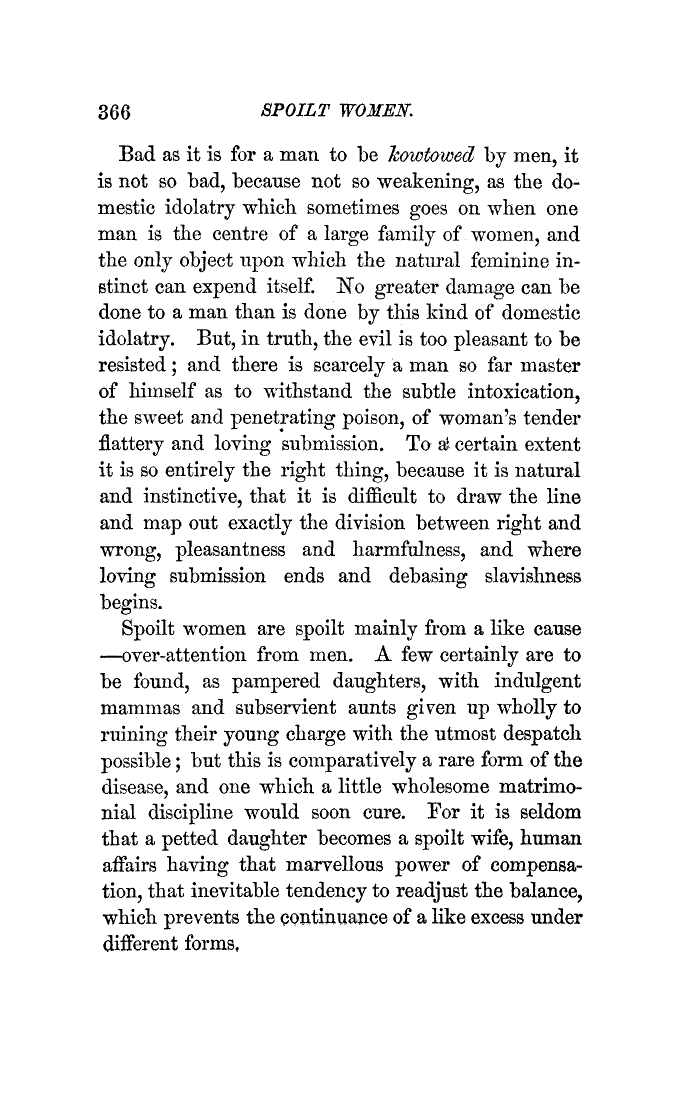 366 SPOILT WOMEN.
Bad as it is for a man to be kowtowed by men, it
is not so bad, because not so weakening, as the do-
mestic idolatry which sometimes goes on when one
man is the centre of a large family of women, and
the only object upon which the natural feminine in-
stinct can expend itself. No greater damage can be
done to a man than is done by this kind of domestic
idolatry. But, in truth, the evil is too pleasant to be
resisted; and there is scarcely a man so far master
of himself as to withstand the subtle intoxication,
the sweet and penetrating poison, of woman's tender
flattery and loving submission. To a certain extent
it is so entirely the right thing, because it is natural
and instinctive, that it is difficult to draw the line
and map out exactly the division between right and
wrong, pleasantness and harmfulness, and where
loving submission ends and debasing slavishness
begins.
Spoilt women are spoilt mainly from a like cause
—over-attention from men. A few certainly are to
be found, as pampered daughters, with indulgent
mammas and subservient aunts given up wholly to
ruining their young charge with the utmost despatch
possible; but this is comparatively a rare form of the
disease, and one which a little wholesome matrimo-
nial discipline would soon cure. For it is seldom
that a petted daughter becomes a spoilt wife, human
affairs having that marvellous power of compensa-
tion, that inevitable tendency to readjust the balance,
which prevents the continuance of a like excess under
different forms.